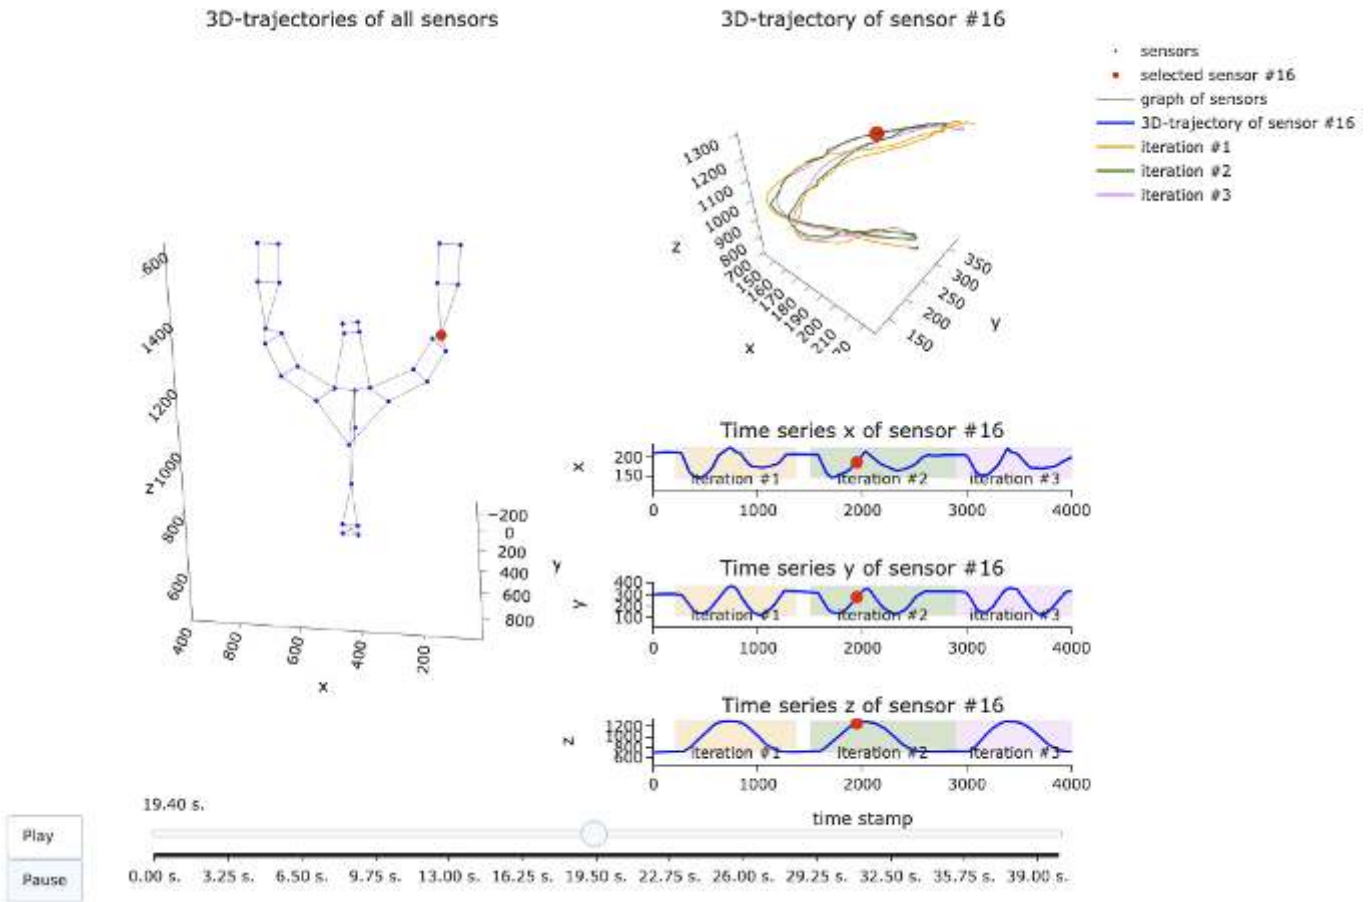 3D-trajectories of all sensors
3D-trajectory of sensor #16
sensors
selected sensor #16
graph of sensors
3D-trajectory of sensor #16
iteration #1
iteration #2
iteration #3
1300
1200
1100
1000
900
800
700
z
x
200
210
350
300
250
200
150
y
600
1400
1200
1000
800
600
z
400
800
600
400
200
x
−200
0
200
400
600
800
y
Time series x of sensor #16
x
200
150
iteration #1 iteration #2 iteration #3
0 1000 2000 3000 4000
Time series y of sensor #16
y
400
300
200
100
iteration #1 iteration #2 iteration #3
0 1000 2000 3000 4000
Time series z of sensor #16
z
1200
1000
800
600
iteration #1 iteration #2 iteration #3
0 1000 2000 3000 4000
time stamp
19.40 s.
Play
Pause
0.00 s. 3.25 s. 6.50 s. 9.75 s. 13.00 s. 16.25 s. 19.50 s. 22.75 s. 26.00 s. 29.25 s. 32.50 s. 35.75 s. 39.00 s.